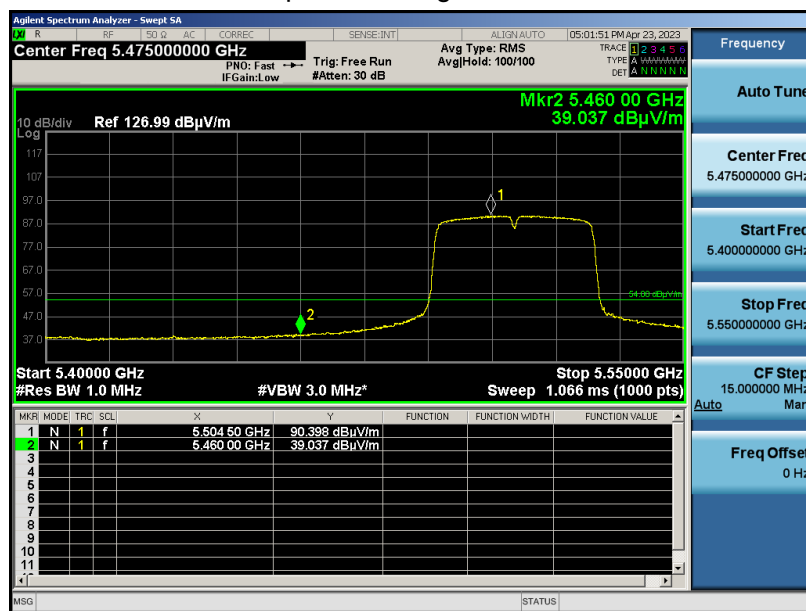 Agilent Spectrum Analyzer - Swept SA
LXI R RF 50 Ω AC CORREC SENSE:INT ALIGN AUTO 05:01:51 PM Apr 23, 2023
Center Freq 5.475000000 GHz
PNO: Fast
IFGain:Low
Trig: Free Run
#Atten: 30 dB
Avg Type: RMS
Avg|Hold: 100/100
TRACE 1 2 3 4 5 6
TYPE A WWWWW
DET A N N N N N
Mkr2 5.460 00 GHz
39.037 dBµV/m
10 dB/div Ref 126.99 dBµV/m
Log
117
107
97.0
87.0
77.0
67.0
57.0
47.0
37.0
1
2
54.00 dBµV/m
Start 5.40000 GHz Stop 5.55000 GHz
#Res BW 1.0 MHz #VBW 3.0 MHz* Sweep 1.066 ms (1000 pts)
MKR MODE TRC SCL X Y FUNCTION FUNCTION WIDTH FUNCTION VALUE
1 N 1 f 5.504 50 GHz 90.398 dBµV/m
2 N 1 f 5.460 00 GHz 39.037 dBµV/m
3
4
5
6
7
8
9
10
11
MSG STATUS
Frequency
Auto Tune
Center Freq
5.475000000 GHz
Start Freq
5.400000000 GHz
Stop Freq
5.550000000 GHz
CF Step
15.000000 MHz
Auto Man
Freq Offset
0 Hz